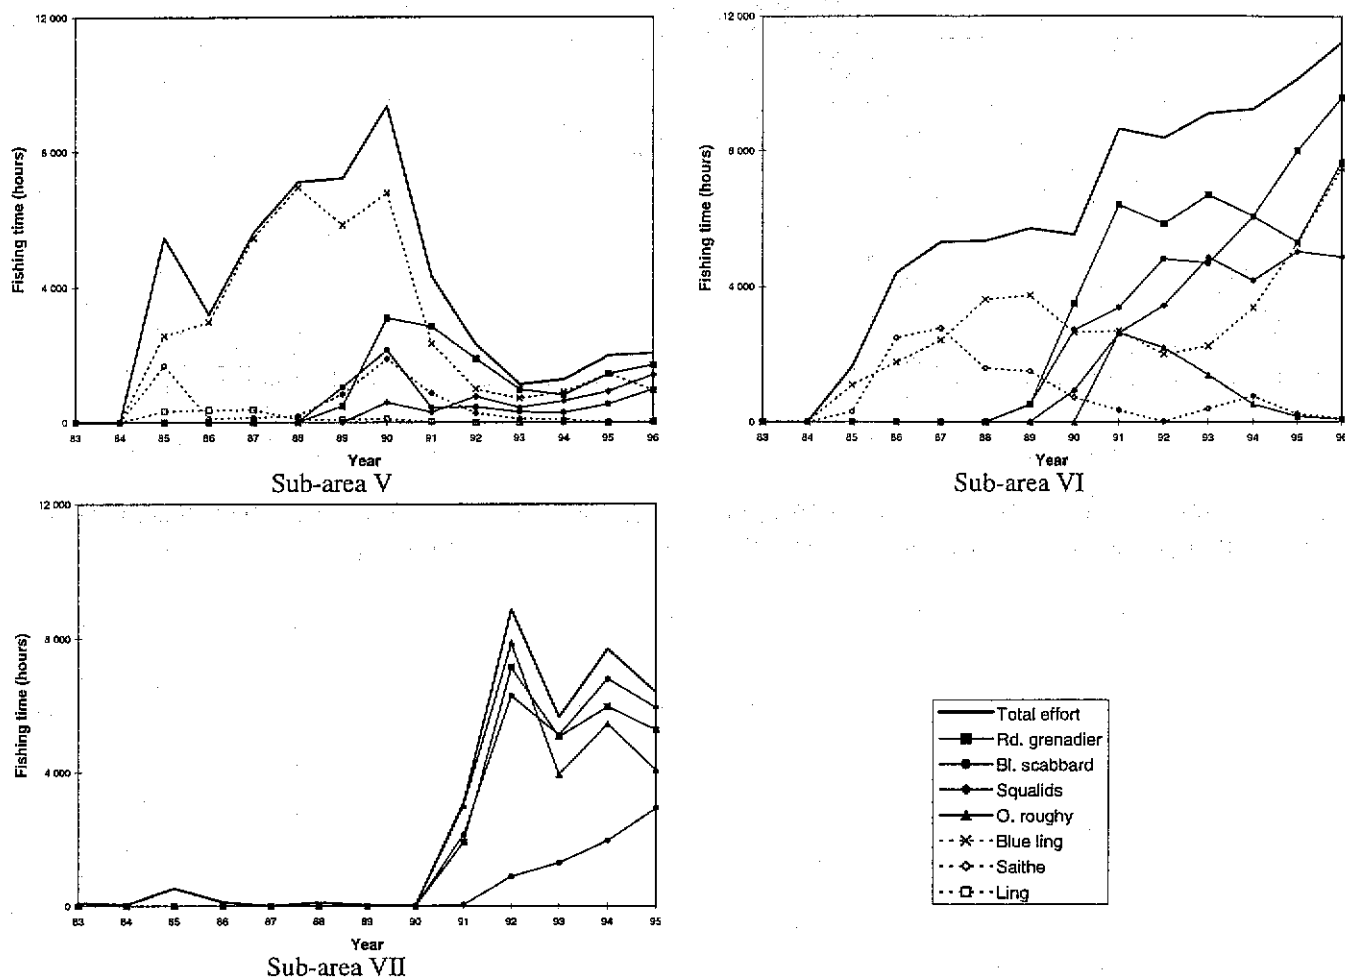 12 000
8 000
4 000
0
Fishing time (hours)
83 84 85 86 87 88 89 90 91 92 93 94 95 96
Year
Sub-area V
12 000
8 000
4 000
0
Fishing time (hours)
83 84 85 86 87 88 89 90 91 92 93 94 95 96
Year
Sub-area VI
12 000
8 000
4 000
0
Fishing time (hours)
83 84 85 86 87 88 89 90 91 92 93 94 95
Year
Sub-area VII
Total effort
Rd. grenadier
Bl. scabbard
Squalids
O. roughy
Blue ling
Saithe
Ling